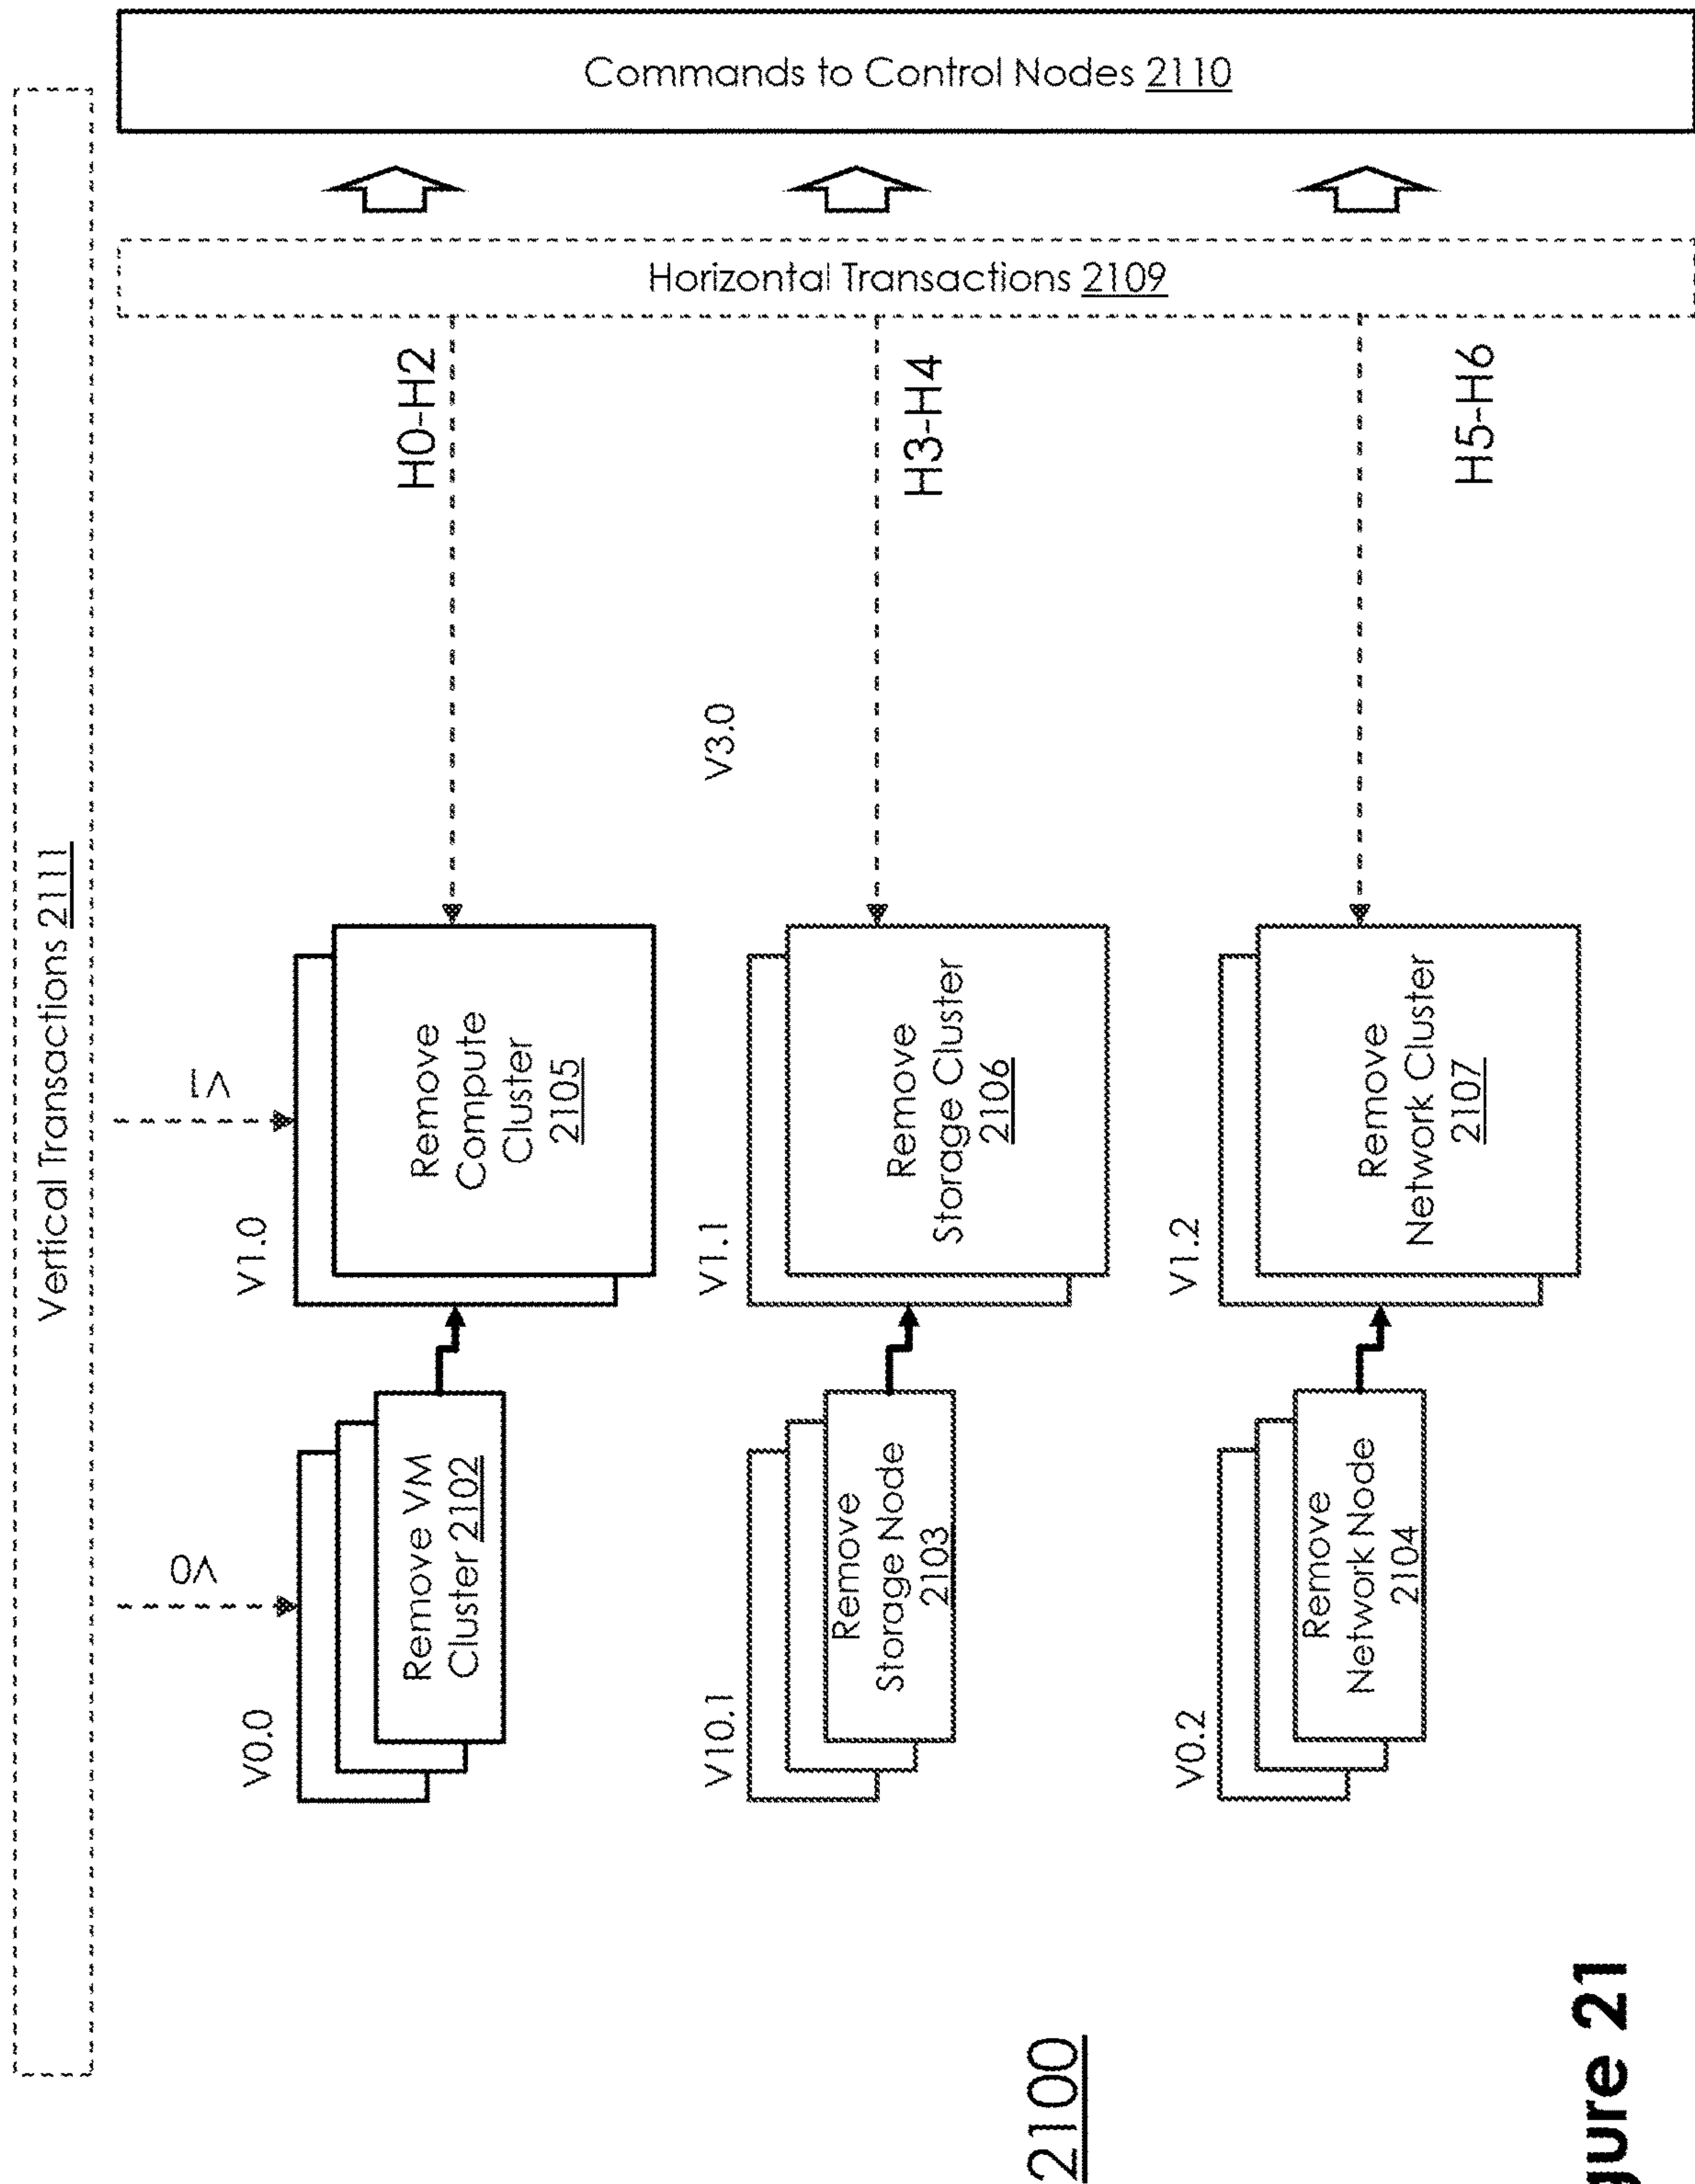 Vertical Transactions 2111
V0
V1
V0.0
Remove VM
Cluster 2102
V1.0
Remove
Compute
Cluster
2105
H0-H2
V10.1
Remove
Storage Node
2103
V1.1
Remove
Storage Cluster
2106
V3.0
H3-H4
V0.2
Remove
Network Node
2104
V1.2
Remove
Network Cluster
2107
H5-H6
Horizontal Transactions 2109
Commands to Control Nodes 2110
2100
gure 21